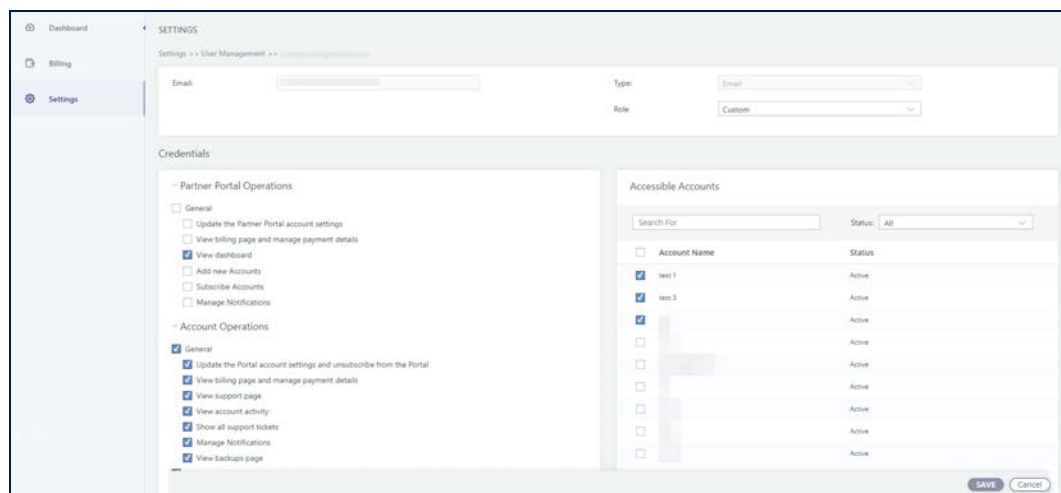 Dashboard
Billing
Settings
SETTINGS
Settings >> User Management >>
Email:
Type:
Email
Role
Custom
Credentials
Partner Portal Operations
General
Update the Partner Portal account settings
View billing page and manage payment details
View dashboard
Add new Accounts
Subscribe Accounts
Manage Notifications
Account Operations
General
Update the Portal account settings and unsubscribe from the Portal
View billing page and manage payment details
View support page
View account activity
Show all support tickets
Manage Notifications
View backups page
Accessible Accounts
Search For
Status: All
Account Name Status
test 1 Active
test 3 Active
Active
Active
Active
Active
Active
Active
Active
SAVE Cancel